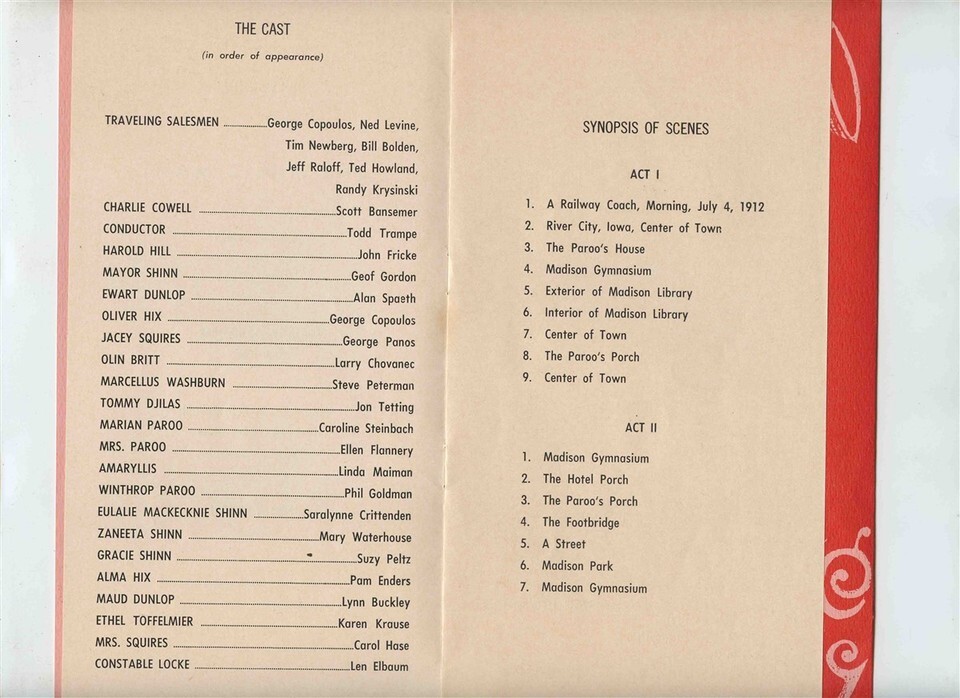 THE CAST
(in order of appearance)
TRAVELING SALESMEN ..............George Copoulos, Ned Levine,
Tim Newberg, Bill Bolden,
Jeff Raloff, Ted Howland,
Randy Krysinski
CHARLIE COWELL ..............Scott Bansemer
CONDUCTOR ..............Todd Trampe
HAROLD HILL ..............John Fricke
MAYOR SHINN ..............Geof Gordon
EWART DUNLOP ..............Alan Spaeth
OLIVER HIX ..............George Copoulos
JACEY SQUIRES ..............George Panos
OLIN BRITT ..............Larry Chovanec
MARCELLUS WASHBURN ..............Steve Peterman
TOMMY DJILAS ..............Jon Tetting
MARIAN PAROO ..............Caroline Steinbach
MRS. PAROO ..............Ellen Flannery
AMARYLLIS ..............Linda Maiman
WINTHROP PAROO ..............Phil Goldman
EULALIE MACKECKNIE SHINN ..............Saralynne Crittenden
ZANEETA SHINN ..............Mary Waterhouse
GRACIE SHINN ..............Suzy Peltz
ALMA HIX ..............Pam Enders
MAUD DUNLOP ..............Lynn Buckley
ETHEL TOFFELMIER ..............Karen Krause
MRS. SQUIRES ..............Carol Hase
CONSTABLE LOCKE ..............Len Elbaum
SYNOPSIS OF SCENES
ACT I
1. A Railway Coach, Morning, July 4, 1912
2. River City, Iowa, Center of Town
3. The Paroo's House
4. Madison Gymnasium
5. Exterior of Madison Library
6. Interior of Madison Library
7. Center of Town
8. The Paroo's Porch
9. Center of Town
ACT II
1. Madison Gymnasium
2. The Hotel Porch
3. The Paroo's Porch
4. The Footbridge
5. A Street
6. Madison Park
7. Madison Gymnasium